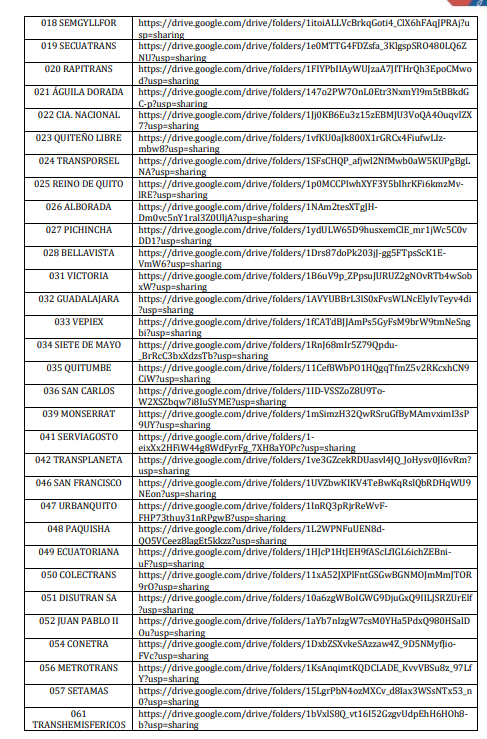 018 SEMGYLLFOR https://drive.google.com/drive/folders/1itoiALLVcBrkqGoti4_CIX6hFAqJPRAj?u
sp=sharing
019 SECUATRANS https://drive.google.com/drive/folders/1e0MTTG4FDZsfa_3KlgspSRO480LQ6Z
NU?usp=sharing
020 RAPITRANS https://drive.google.com/drive/folders/1FIYPbIIAyWUJzaA7JITHrQh3EpoCMwo
d?usp=sharing
021 ÁGUILA DORADA https://drive.google.com/drive/folders/147o2PW7OnL0Etr3NxmYl9m5tBBkdG
C-p?usp=sharing
022 CIA. NACIONAL https://drive.google.com/drive/folders/1Jj0KB6Eu3z15zEBMJU3VoQA4OuqvlZX
7?usp=sharing
023 QUITEÑO LIBRE https://drive.google.com/drive/folders/1vfKU0aJk800X1rGRCx4FiufwLlz-
mbw8?usp=sharing
024 TRANSPORSEL https://drive.google.com/drive/folders/1SFsCHQP_afjwl2NfMwb0aW5KUPgBgL
NA?usp=sharing
025 REINO DE QUITO https://drive.google.com/drive/folders/1p0MCCPlwhXYF3Y5bIhrKFi6kmzMv-
lRE?usp=sharing
026 ALBORADA https://drive.google.com/drive/folders/1NAm2tesXTgJH-
Dm0vc5nY1ral3Z0UIjA?usp=sharing
027 PICHINCHA https://drive.google.com/drive/folders/1ydULW65D9husxemClE_mr1jWc5C0v
DD1?usp=sharing
028 BELLAVISTA https://drive.google.com/drive/folders/1Drs87doPk203jJ-gg5FTpsScK1E-
VmW6?usp=sharing
031 VICTORIA https://drive.google.com/drive/folders/1B6uV9p_ZPpsuJURUZ2gNOvRTb4wSob
xW?usp=sharing
032 GUADALAJARA https://drive.google.com/drive/folders/1AVYUBBrL3lS0xFvsWLNcElyIvTeyv4di
?usp=sharing
033 VEPIEX https://drive.google.com/drive/folders/1fCATdBJJAmPs5GyFsM9brW9tmNeSng
bi?usp=sharing
034 SIETE DE MAYO https://drive.google.com/drive/folders/1RnJ68mIr5Z79Qpdu-
_BrRcC3bxXdzsTb?usp=sharing
035 QUITUMBE https://drive.google.com/drive/folders/11Cef8WbPO1HQgqTfmZ5v2RKcxhCN9
CiW?usp=sharing
036 SAN CARLOS https://drive.google.com/drive/folders/1ID-VSSZoZ8U9To-
W2XSZbqw7i8IuSYME?usp=sharing
039 MONSERRAT https://drive.google.com/drive/folders/1mSimzH32QwRSruGfByMAmvximI3sP
9UY?usp=sharing
041 SERVIAGOSTO https://drive.google.com/drive/folders/1-
eixXx2HFiW44g8WdFyrFg_7XH8aYOPc?usp=sharing
042 TRANSPLANETA https://drive.google.com/drive/folders/1ve3GZcekRDUasvl4JQ_JoHysv0Jl6vRm?
usp=sharing
046 SAN FRANCISCO https://drive.google.com/drive/folders/1UVZbwKIKV4TeBwKqRslQbRDHqWU9
NEon?usp=sharing
047 URBANQUITO https://drive.google.com/drive/folders/1InRQ3pRjrReWvF-
FHP73thuy31nRPgwB?usp=sharing
048 PAQUISHA https://drive.google.com/drive/folders/1L2WPNFuUEN8d-
QO5VCeez8lagEt5kkzz?usp=sharing
049 ECUATORIANA https://drive.google.com/drive/folders/1HJcP1HtJEH9fAScLfIGL6ichZEBni-
uF?usp=sharing
050 COLECTRANS https://drive.google.com/drive/folders/11xA52JXPlFntGSGwBGNMOJmMmJTOR
9rO?usp=sharing
051 DISUTRAN SA https://drive.google.com/drive/folders/10a6zgWBoIGWG9DjuGxQ9IILJSRZUrElf
?usp=sharing
052 JUAN PABLO II https://drive.google.com/drive/folders/1aYb7nlzgW7csM0YHa5PdxQ980HSaID
Ou?usp=sharing
054 CONETRA https://drive.google.com/drive/folders/1DxbZSXvkeSAzzaw4Z_9D5NMyfJio-
FVc?usp=sharing
056 METROTRANS https://drive.google.com/drive/folders/1KsAnqimtKQDCLADE_KvvVBSu8z_97Lf
Y?usp=sharing
057 SETAMAS https://drive.google.com/drive/folders/15LgrPbN4ozMXCv_d8Iax3WSsNTx53_n
0?usp=sharing
061 https://drive.google.com/drive/folders/1bVxlS8Q_vt16I52GzgvUdpEhH6HOh8-
TRANSHEMISFERICOS b?usp=sharing